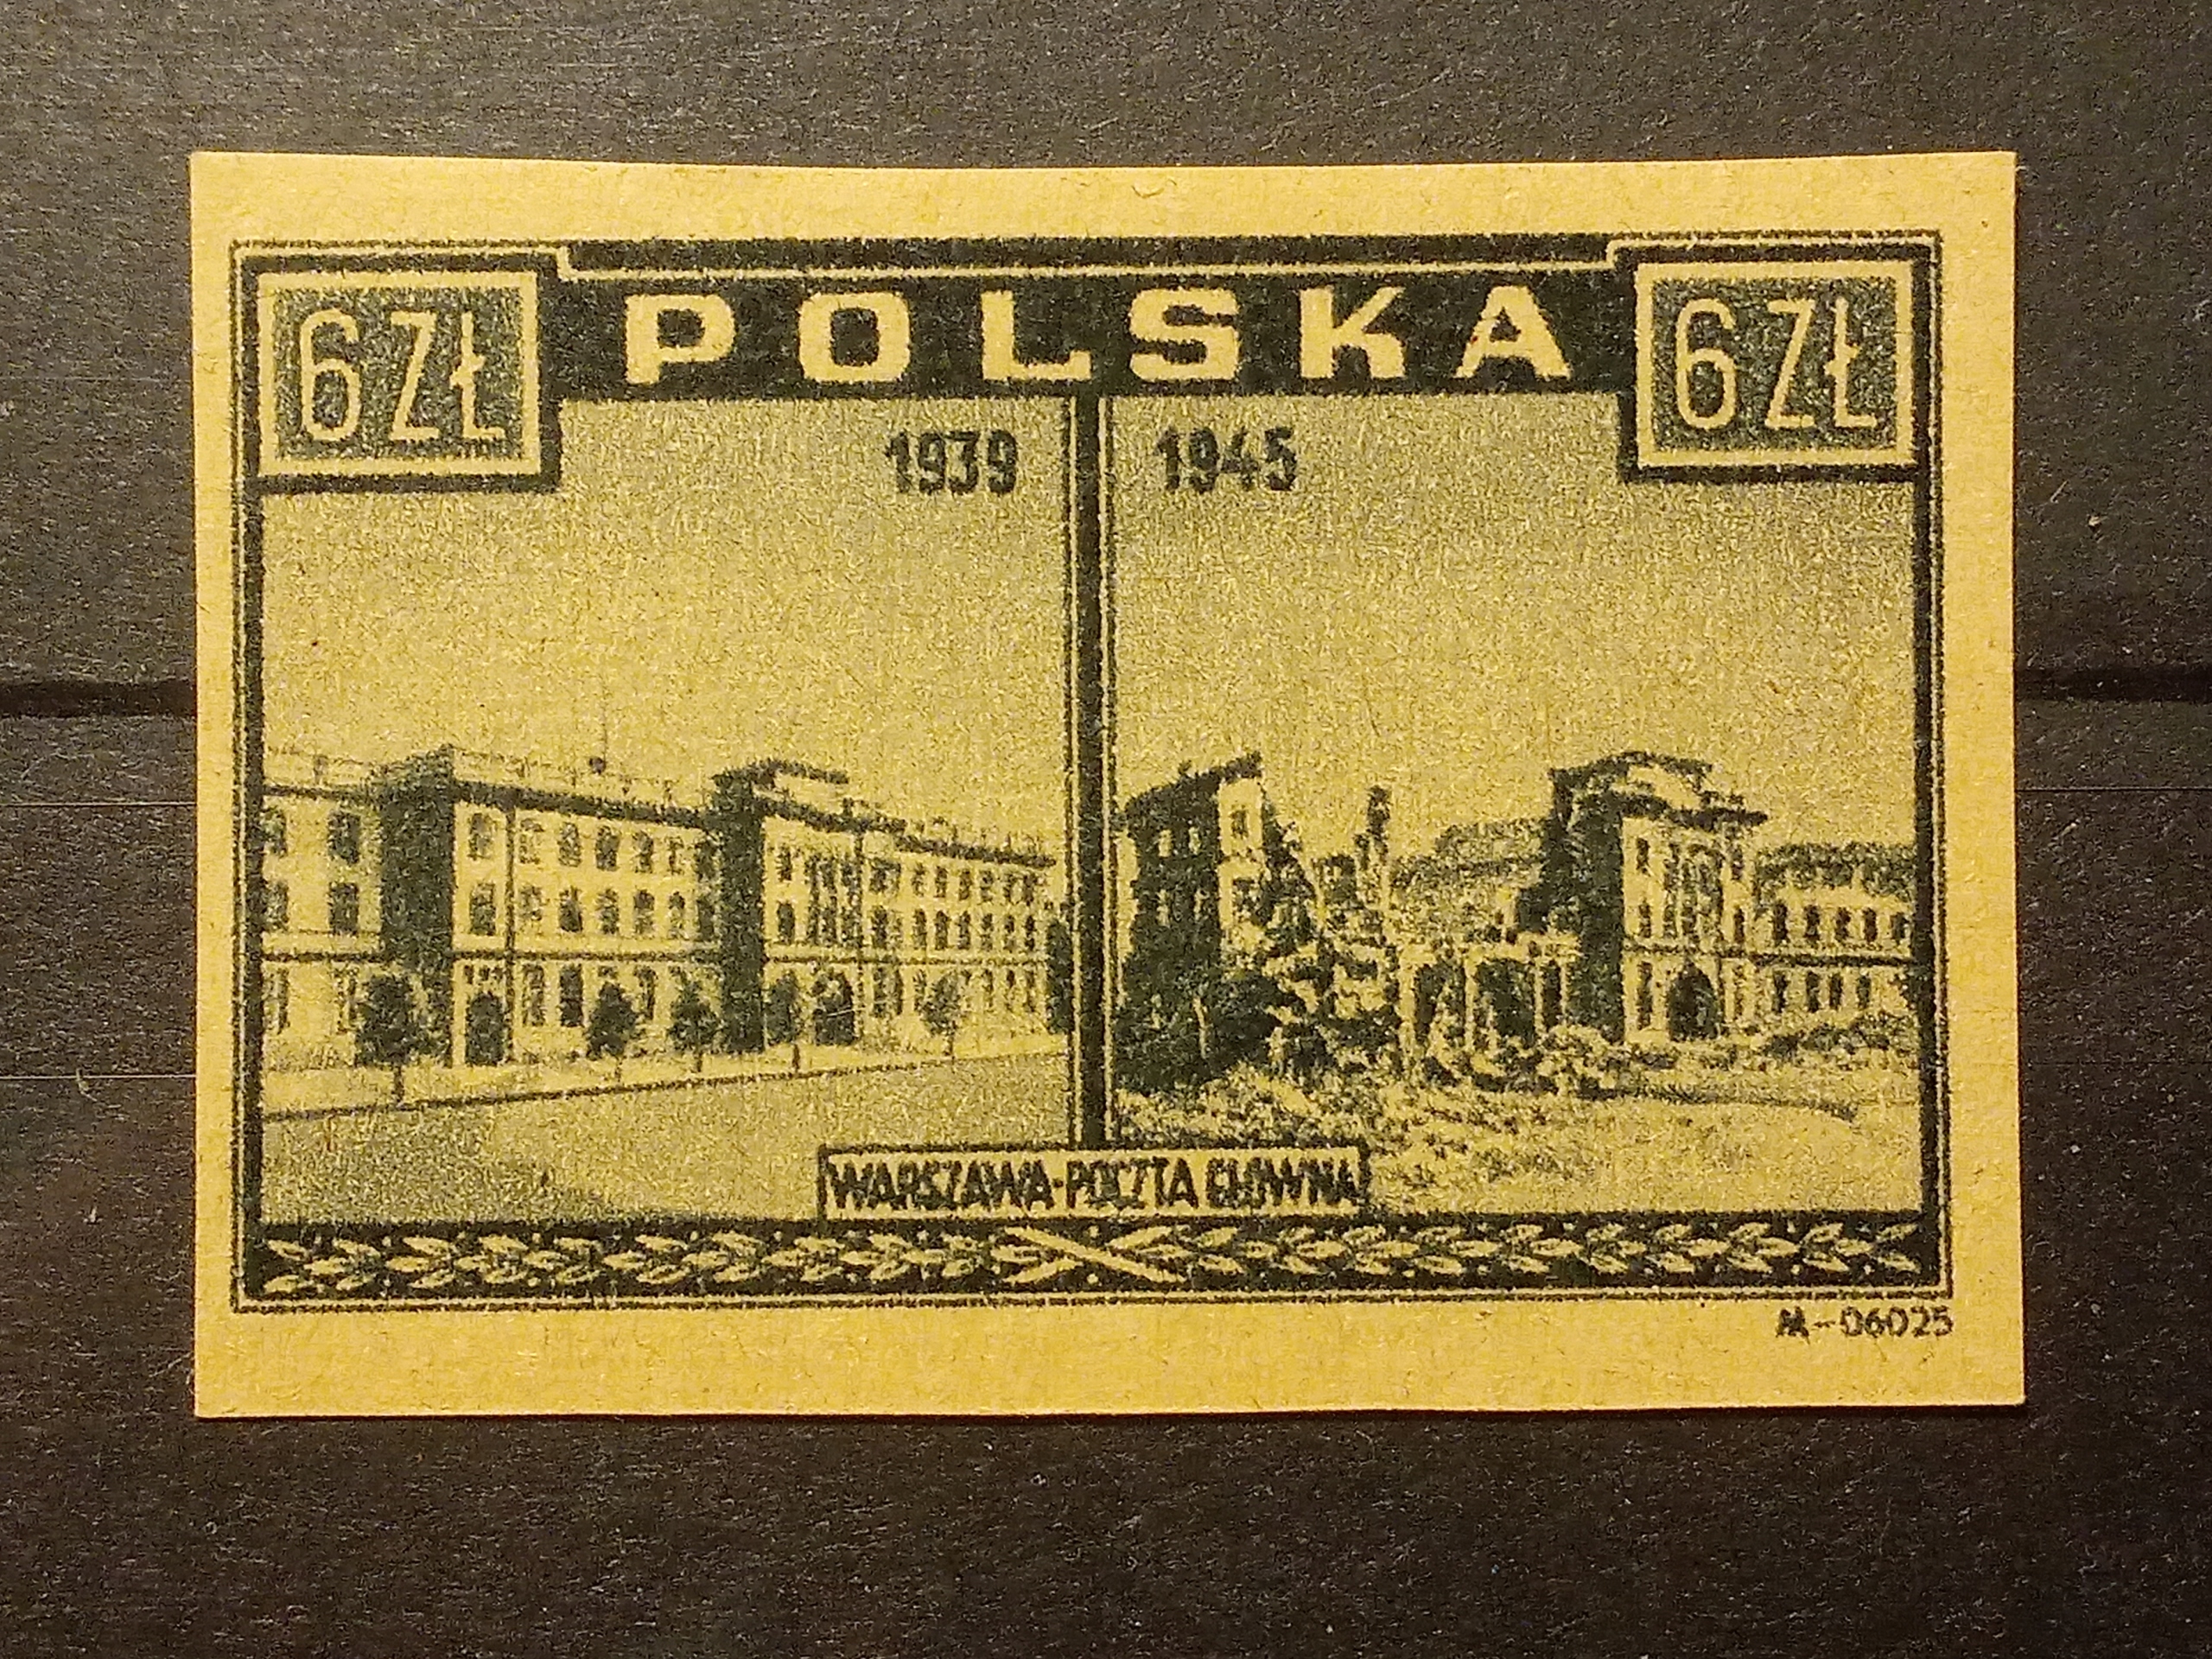 6 ZŁ POLSKA 6 ZŁ
1939 1945
WARSZAWA-POCZTA GŁÓWNA
M-06025